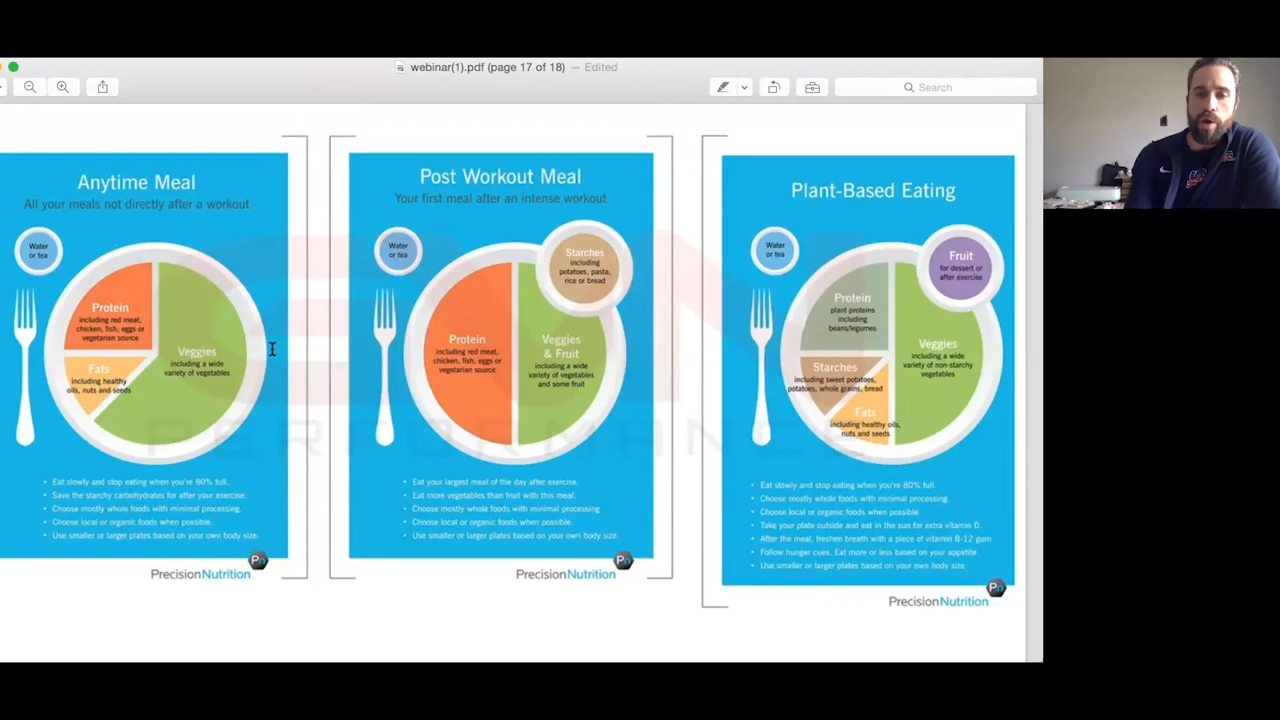 webinar(1).pdf (page 17 of 18) — Edited
Search
Anytime Meal
All your meals not directly after a workout
Water
or tea
Protein
including red meat,
chicken, fish, eggs or
vegetarian source
Fats
including healthy
oils, nuts and seeds
Veggies
including a wide
variety of vegetables
• Eat slowly and stop eating when you're 80% full.
• Save the starchy carbohydrates for after your exercise.
• Choose mostly whole foods with minimal processing.
• Choose local or organic foods when possible.
• Use smaller or larger plates based on your own body size.
Pn
PrecisionNutrition
Post Workout Meal
Your first meal after an intense workout
Water
or tea
Starches
including
potatoes, pasta,
rice or bread
Protein
including red meat,
chicken, fish, eggs or
vegetarian source
Veggies
& Fruit
including a wide
variety of vegetables
and some fruit
• Eat your largest meal of the day after exercise.
• Eat more vegetables than fruit with this meal.
• Choose mostly whole foods with minimal processing
• Choose local or organic foods when possible.
• Use smaller or larger plates based on your own body size.
Pn
PrecisionNutrition
Plant-Based Eating
Water
or tea
Fruit
for dessert or
after exercise
Protein
plant proteins
including
beans/legumes
Starches
including sweet potatoes,
potatoes, whole grains, bread
Fats
including healthy oils,
nuts and seeds
Veggies
including a wide
variety of non-starchy
vegetables
• Eat slowly and stop eating when you're 80% full.
• Choose mostly whole foods with minimal processing.
• Choose local or organic foods when possible.
• Take your plate outside and eat in the sun for extra vitamin D.
• After the meal, freshen breath with a piece of vitamin B-12 gum.
• Follow hunger cues. Eat more or less based on your appetite.
• Use smaller or larger plates based on your own body size.
Pn
PrecisionNutrition
PERFORMANCE